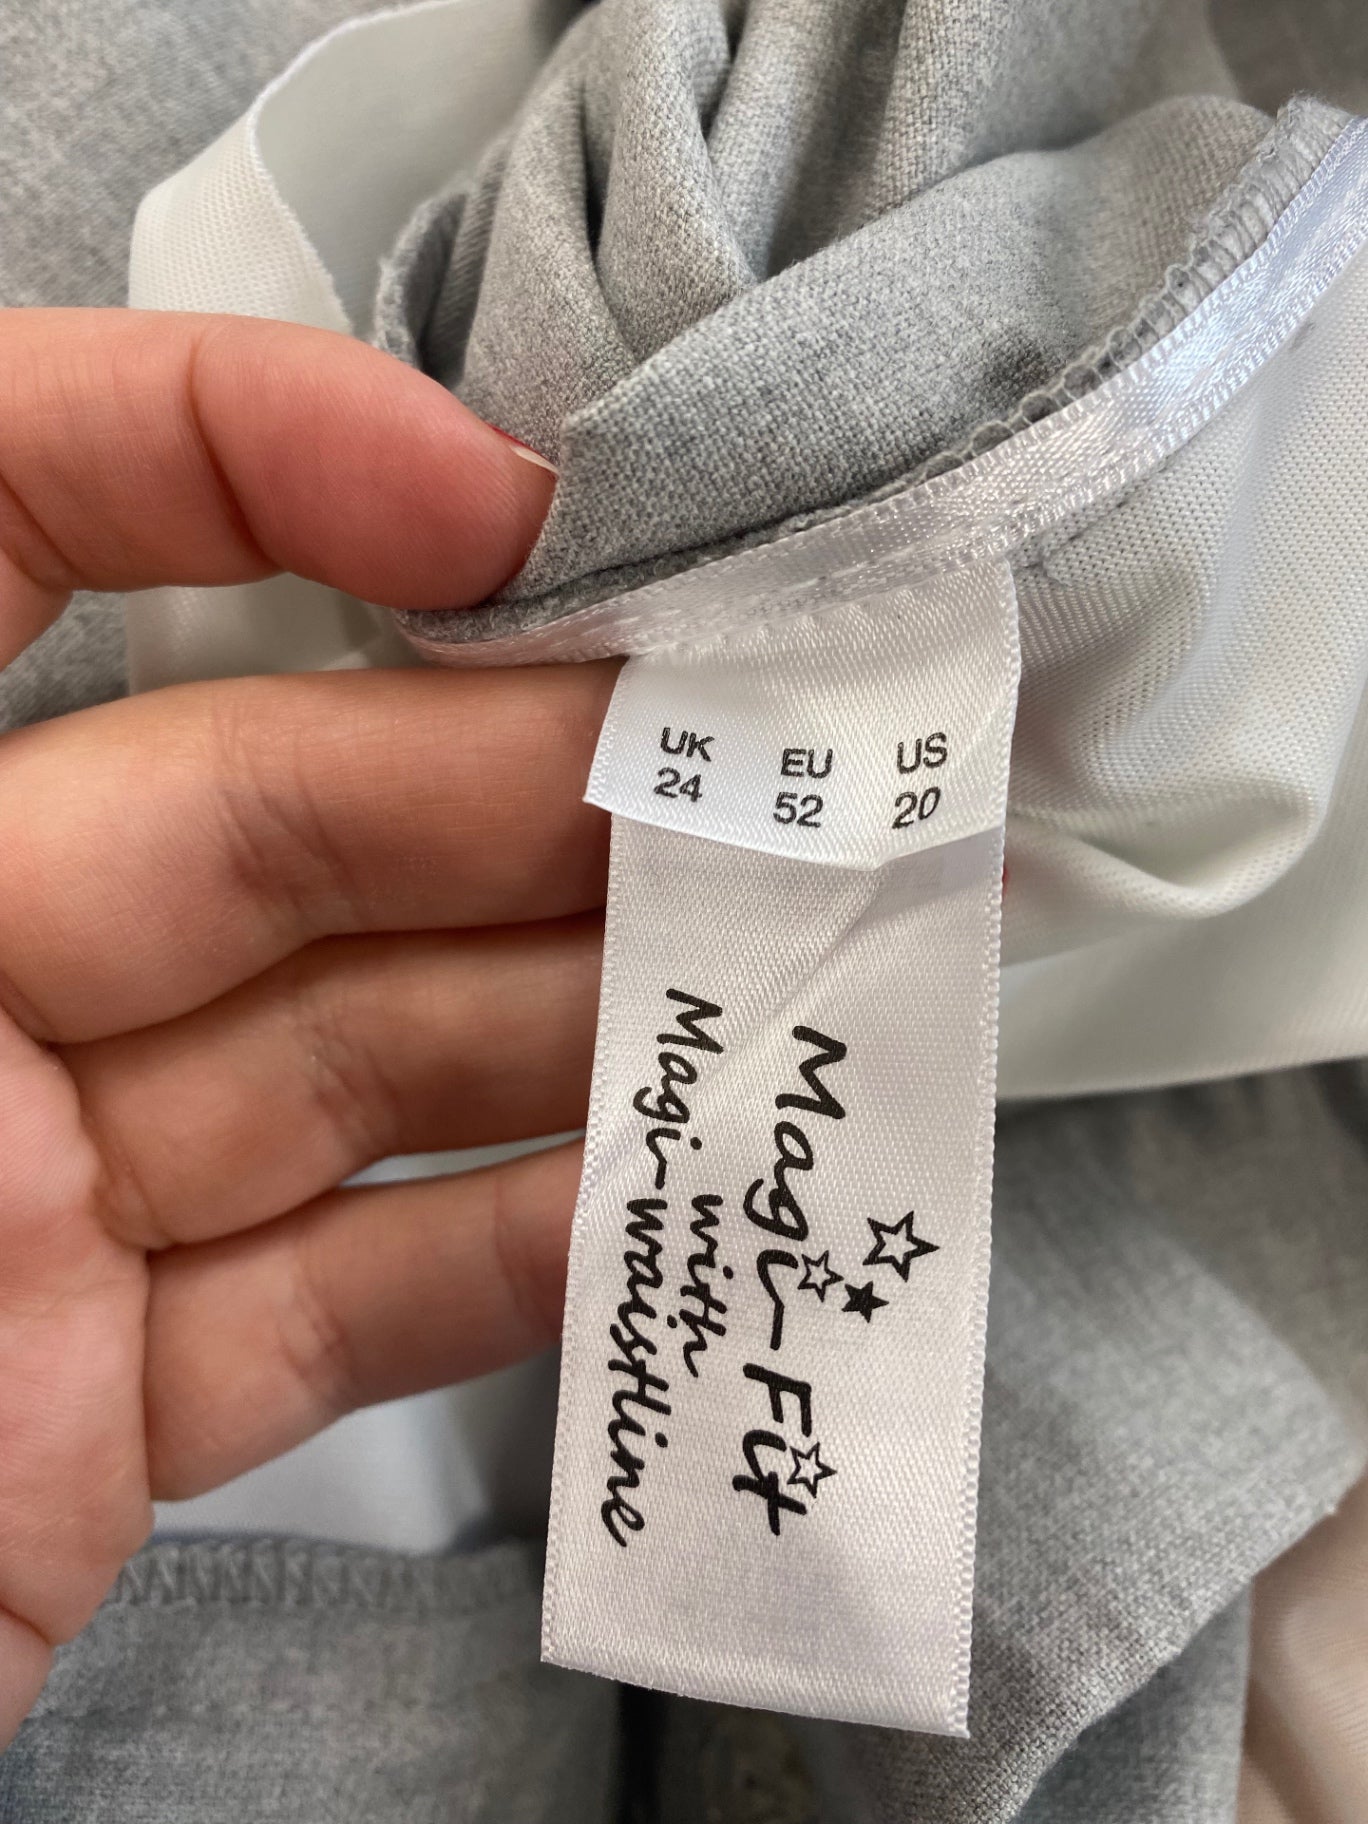 UK EU US
24 52 20
Magi-Fit
with
Magi-waistline